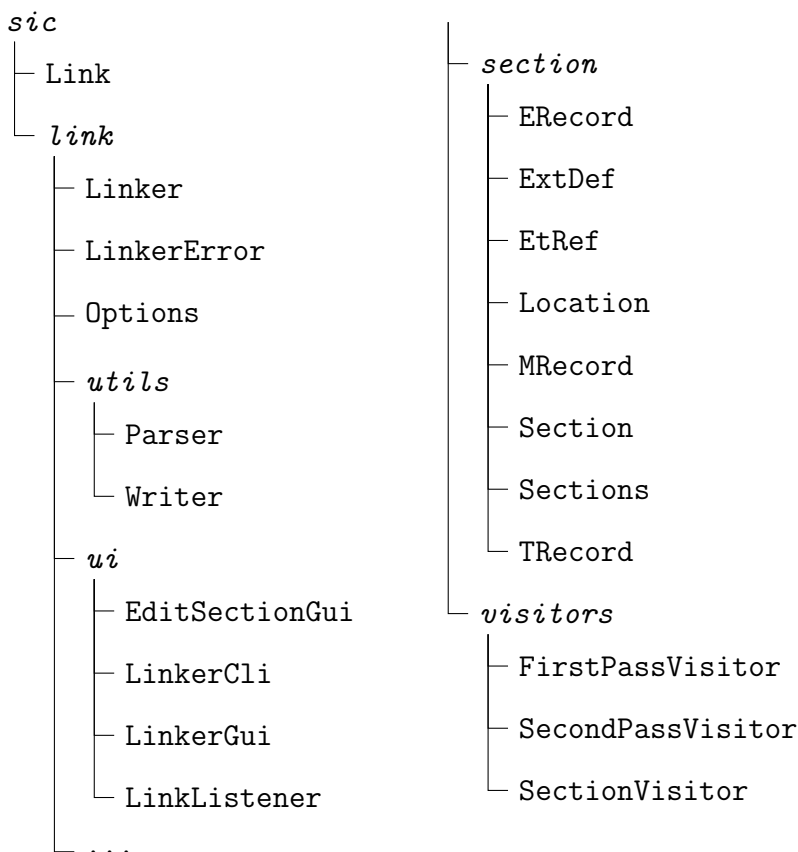 sic
Link
link
Linker
LinkerError
Options
utils
Parser
Writer
ui
EditSectionGui
LinkerCli
LinkerGui
LinkListener
...
section
ERecord
ExtDef
EtRef
Location
MRecord
Section
Sections
TRecord
visitors
FirstPassVisitor
SecondPassVisitor
SectionVisitor